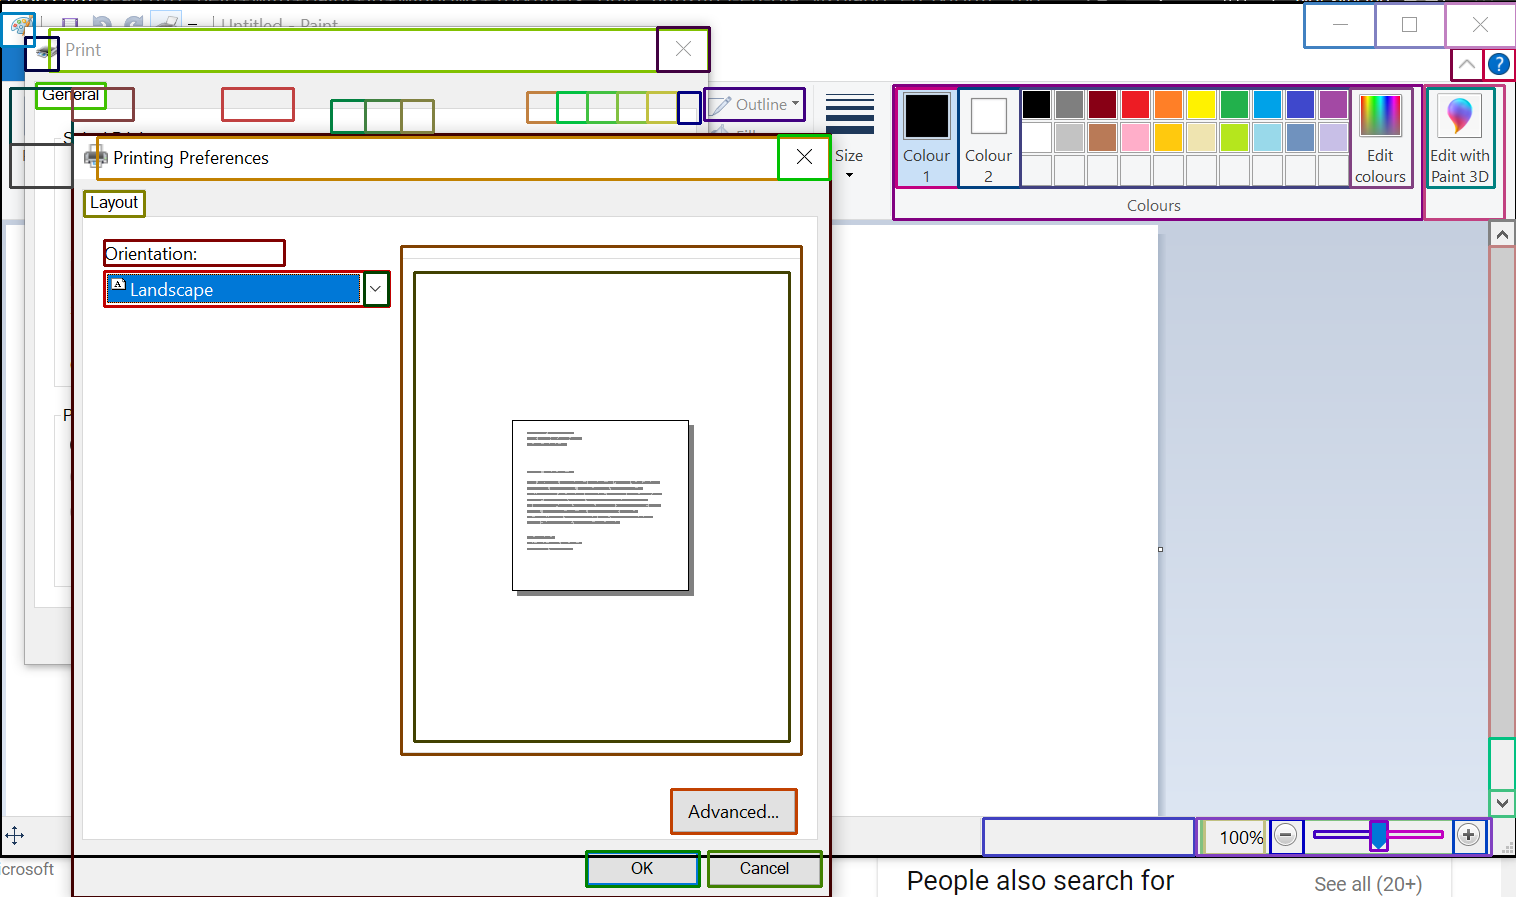 Untitled - Paint
Print
General
Outline
Printing Preferences
Size
Colour
1
Colour
2
Edit
colours
Edit with
Paint 3D
Layout
Colours
Orientation:
Landscape
Advanced...
100%
OK
Cancel
crosoft
People also search for
See all (20+)